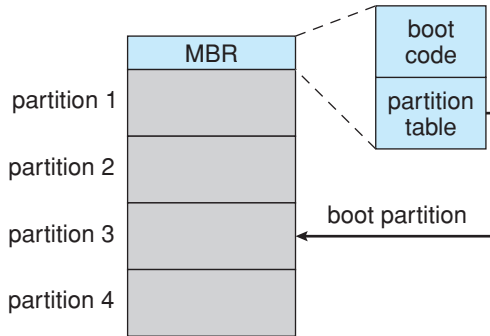 MBR
partition 1
partition 2
partition 3
partition 4
boot
code
partition
table
boot partition